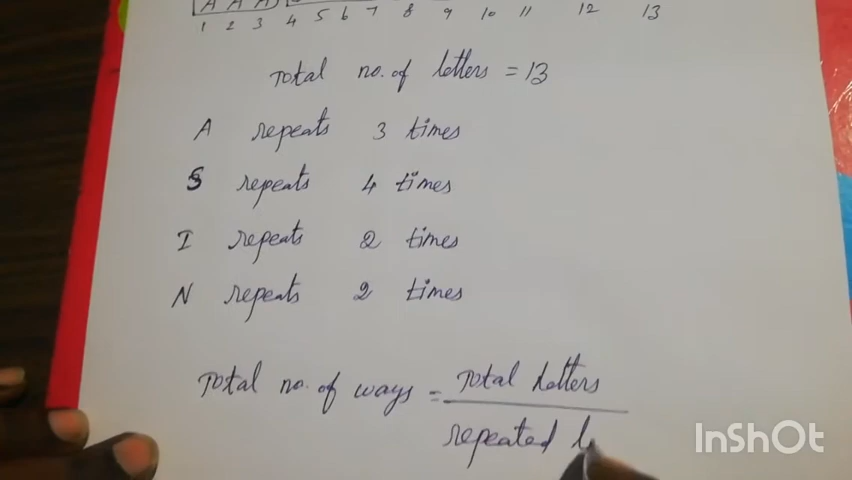 A A A
1 2 3 4 5 6 7 8 9 10 11 12 13
Total no. of letters = 13
A repeats 3 times
S repeats 4 times
I repeats 2 times
N repeats 2 times
Total no. of ways = Total letters
repeated
InShOt